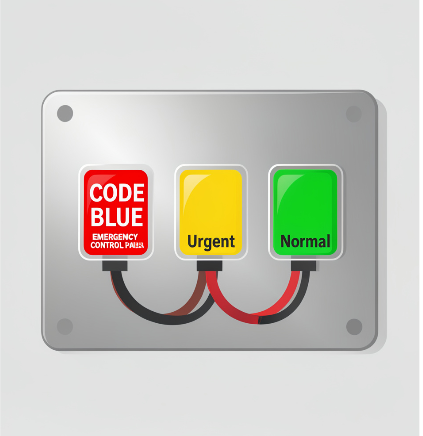 CODE
BLUE
EMERGENCY
CONTROL
Urgent
Normal